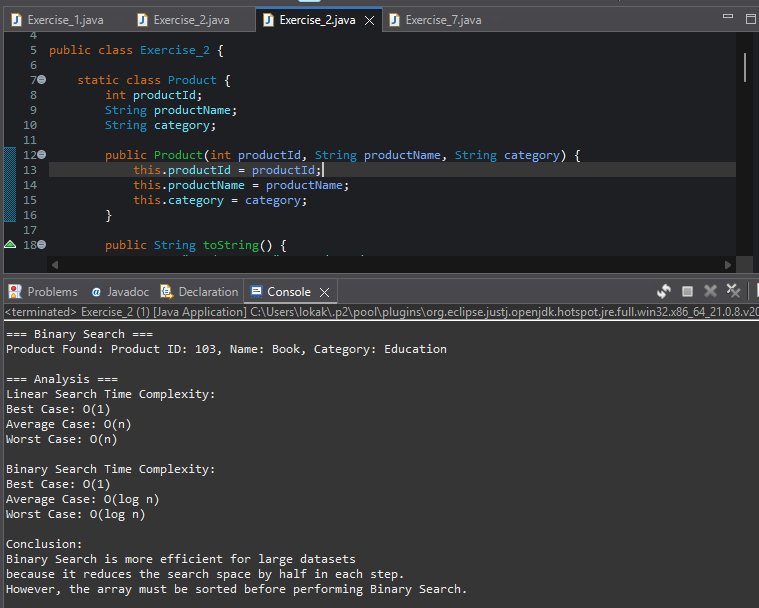 Exercise_1.java Exercise_2.java Exercise_2.java Exercise_7.java
4
5 public class Exercise_2 {
6
7 static class Product {
8 int productId;
9 String productName;
10 String category;
11
12 public Product(int productId, String productName, String category) {
13 this.productId = productId;
14 this.productName = productName;
15 this.category = category;
16 }
17
18 public String toString() {
Problems Javadoc Declaration Console
<terminated> Exercise_2 (1) [Java Application] C:\Users\lokak\.p2\pool\plugins\org.eclipse.justj.openjdk.hotspot.jre.full.win32.x86_64_21.0.8.v20
=== Binary Search ===
Product Found: Product ID: 103, Name: Book, Category: Education
=== Analysis ===
Linear Search Time Complexity:
Best Case: O(1)
Average Case: O(n)
Worst Case: O(n)
Binary Search Time Complexity:
Best Case: O(1)
Average Case: O(log n)
Worst Case: O(log n)
Conclusion:
Binary Search is more efficient for large datasets
because it reduces the search space by half in each step.
However, the array must be sorted before performing Binary Search.